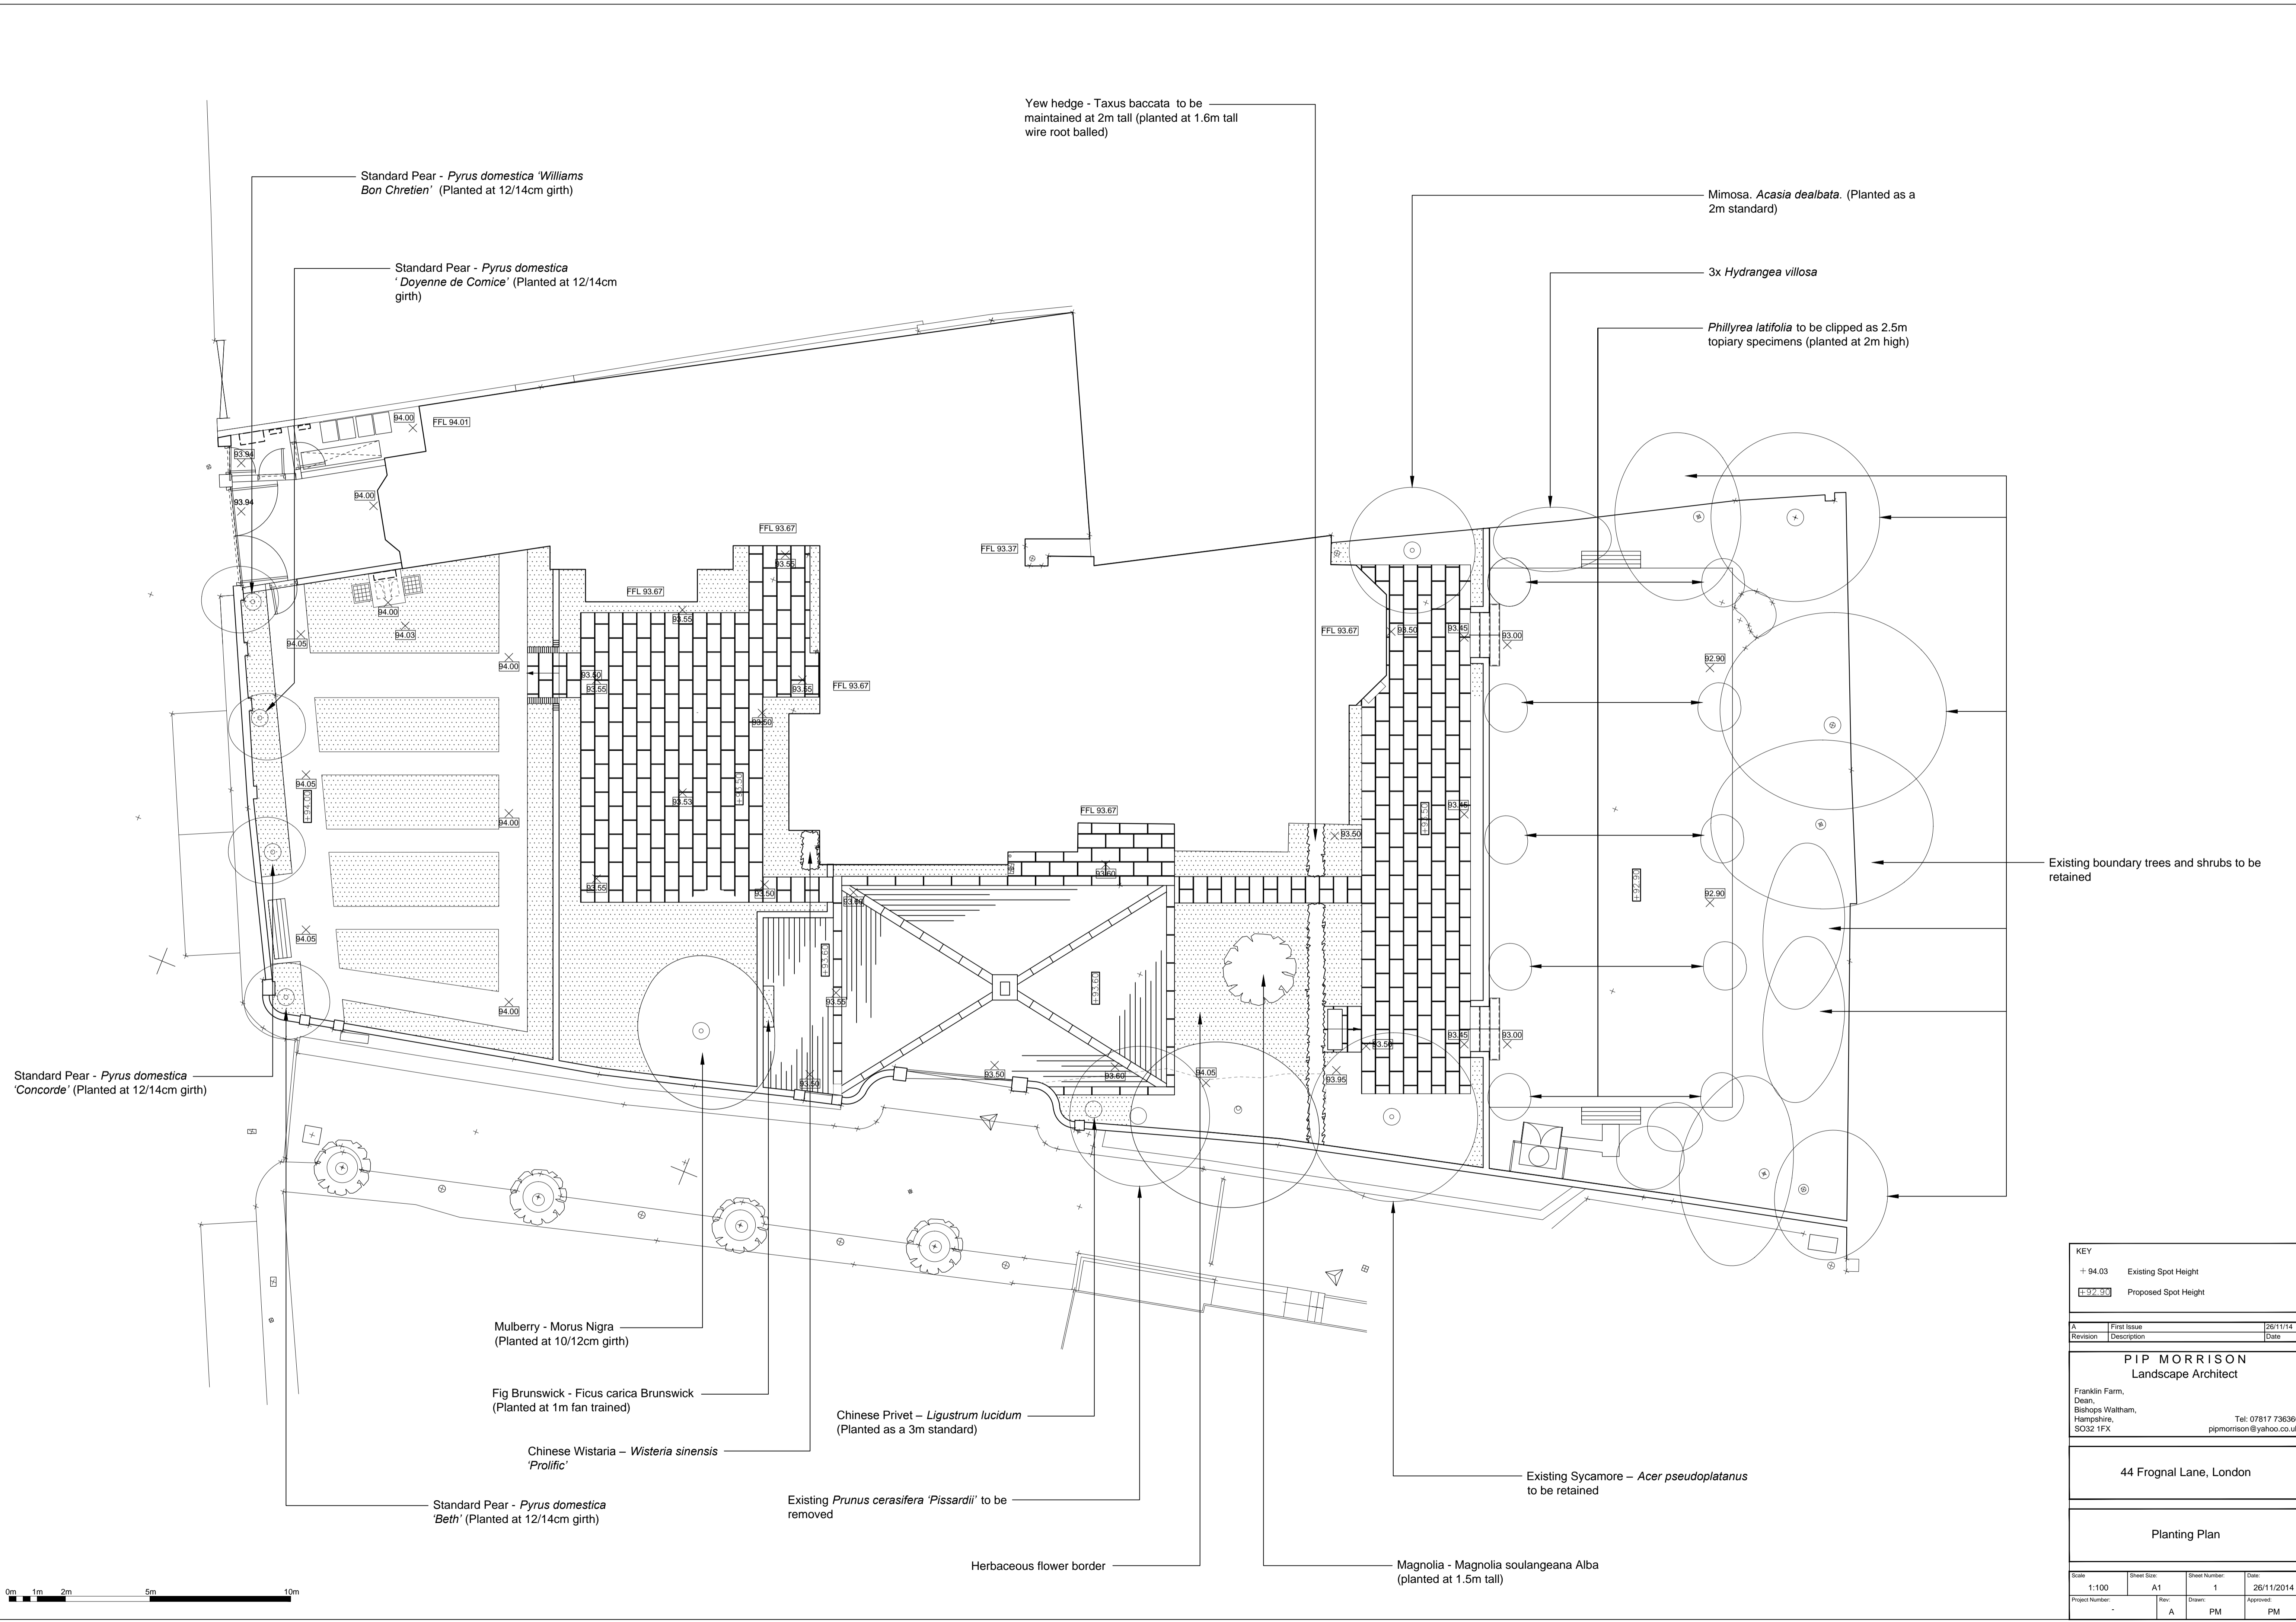 Yew hedge - Taxus baccata to be
maintained at 2m tall (planted at 1.6m tall
wire root balled)
Standard Pear - Pyrus domestica ‘Williams
Bon Chretien’ (Planted at 12/14cm girth)
Mimosa. Acasia dealbata. (Planted as a
2m standard)
Standard Pear - Pyrus domestica
‘ Doyenne de Comice’ (Planted at 12/14cm
girth)
3x Hydrangea villosa
Phillyrea latifolia to be clipped as 2.5m
topiary specimens (planted at 2m high)
94.00
FFL 94.01
93.94
94.00
93.94
FFL 93.67
FFL 93.37
93.55
FFL 93.67
94.00
93.55
94.03
94.05
FFL 93.67
93.50
93.45
93.00
94.00
93.50
93.55
93.55
FFL 93.67
92.90
93.50
94.05
+94.00
93.53
+93.50
94.00
FFL 93.67
93.45
+93.50
93.50
Existing boundary trees and shrubs to be
retained
93.60
93.55
93.50
93.60
+92.90
92.90
94.05
+93.60
+93.60
94.00
93.55
93.45
93.00
93.50
93.50
93.50
93.60
94.05
93.95
Standard Pear - Pyrus domestica
‘Concorde’ (Planted at 12/14cm girth)
Mulberry - Morus Nigra
(Planted at 10/12cm girth)
Fig Brunswick - Ficus carica Brunswick
(Planted at 1m fan trained)
Chinese Privet – Ligustrum lucidum
(Planted as a 3m standard)
Chinese Wistaria – Wisteria sinensis
‘Prolific’
Existing Sycamore – Acer pseudoplatanus
to be retained
Standard Pear - Pyrus domestica
‘Beth’ (Planted at 12/14cm girth)
Existing Prunus cerasifera ‘Pissardii’ to be
removed
Herbaceous flower border
Magnolia - Magnolia soulangeana Alba
(planted at 1.5m tall)
0m 1m 2m 5m 10m
KEY
+ 94.03 Existing Spot Height
+92.90 Proposed Spot Height
A First Issue 26/11/14
Revision Description Date
PIP MORRISON
Landscape Architect
Franklin Farm,
Dean,
Bishops Waltham,
Hampshire, Tel: 07817 73636
SO32 1FX pipmorrison@yahoo.co.u
44 Frognal Lane, London
Planting Plan
Scale Sheet Size: Sheet Number: Date:
1:100 A1 1 26/11/2014
Project Number: Rev: Drawn: Approved:
- A PM PM